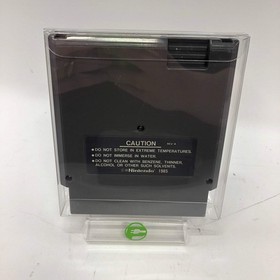 CAUTION
• DO NOT STORE IN EXTREME TEMPERATURES.
• DO NOT IMMERSE IN WATER.
• DO NOT CLEAN WITH BENZENE, THINNER,
ALCOHOL OR OTHER SUCH SOLVENTS.
© Nintendo. 1985